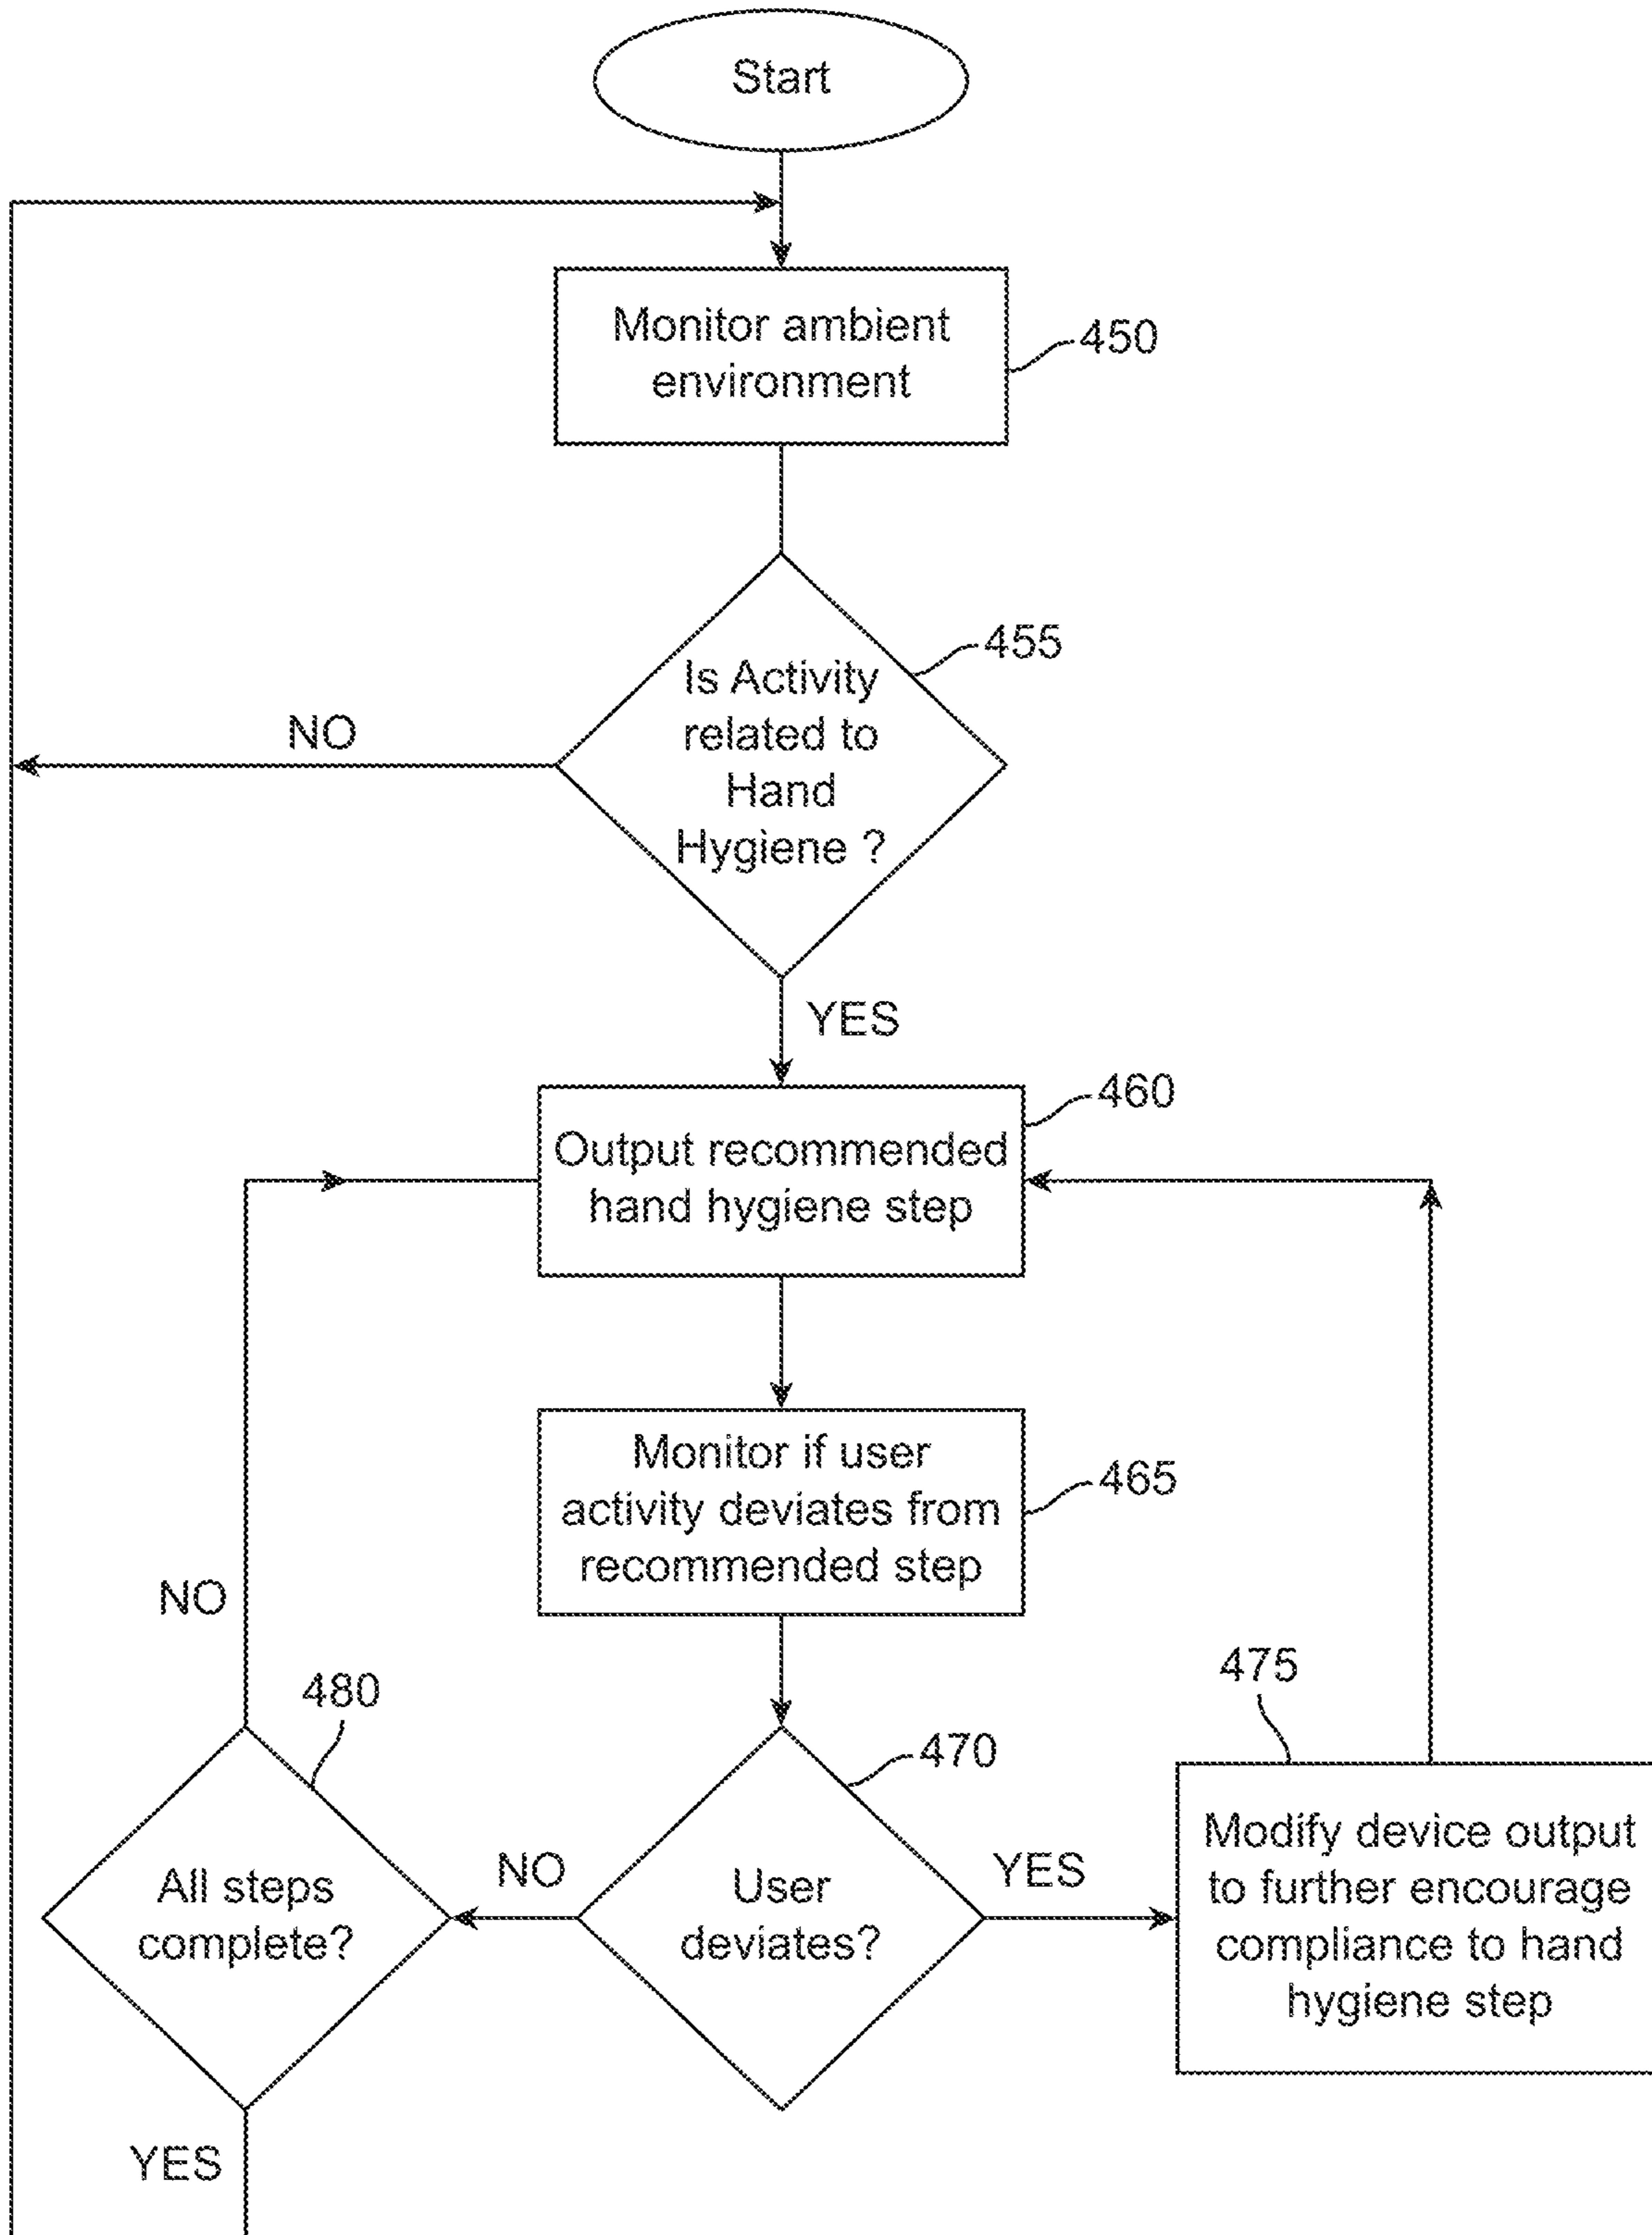 Start
Monitor ambient
environment
450
455
Is Activity
related to
Hand
Hygiene ?
NO
YES
460
Output recommended
hand hygiene step
Monitor if user
activity deviates from
recommended step
465
NO
480
470
475
All steps
complete?
NO
User
deviates?
YES
Modify device output
to further encourage
compliance to hand
hygiene step
YES